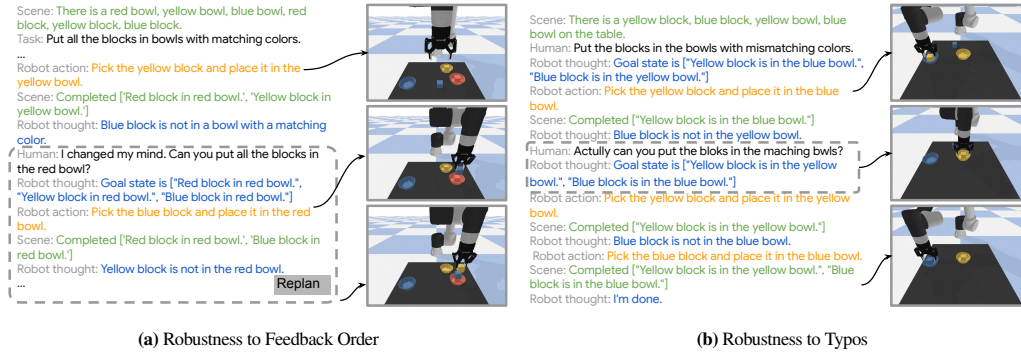 Scene: There is a red bowl, yellow bowl, blue bowl, red
block, yellow block, blue block.
Task: Put all the blocks in bowls with matching colors.
...
Robot action: Pick the yellow block and place it in the
yellow bowl.
Scene: Completed ['Red block in red bowl.', 'Yellow block in
yellow bowl.']
Robot thought: Blue block is not in a bowl with a matching
color.
Human: I changed my mind. Can you put all the blocks in
the red bowl?
Robot thought: Goal state is ["Red block in red bowl.",
"Yellow block in red bowl.", "Blue block in red bowl."]
Robot action: Pick the blue block and place it in the red
bowl.
Scene: Completed ['Red block in red bowl.', 'Blue block in
red bowl.']
Robot thought: Yellow block is not in the red bowl.
...
Replan
(a) Robustness to Feedback Order
Scene: There is a yellow block, blue block, yellow bowl, blue
bowl on the table.
Human: Put the blocks in the bowls with mismatching colors.
Robot thought: Goal state is ["Yellow block is in the blue bowl.",
"Blue block is in the yellow bowl."]
Robot action: Pick the yellow block and place it in the blue
bowl.
Scene: Completed ["Yellow block is in the blue bowl."]
Robot thought: Blue block is not in the yellow bowl.
Human: Actully can you put the bloks in the maching bwls?
Robot thought: Goal state is ["Yellow block is in the yellow
bowl.", "Blue block is in the blue bowl."]
Robot action: Pick the yellow block and place it in the yellow
bowl.
Scene: Completed ["Yellow block is in the yellow bowl."]
Robot thought: Blue block is not in the blue bowl.
Robot action: Pick the blue block and place it in the blue bowl.
Scene: Completed ["Yellow block is in the yellow bowl.", "Blue
block is in the blue bowl."]
Robot thought: I'm done.
(b) Robustness to Typos